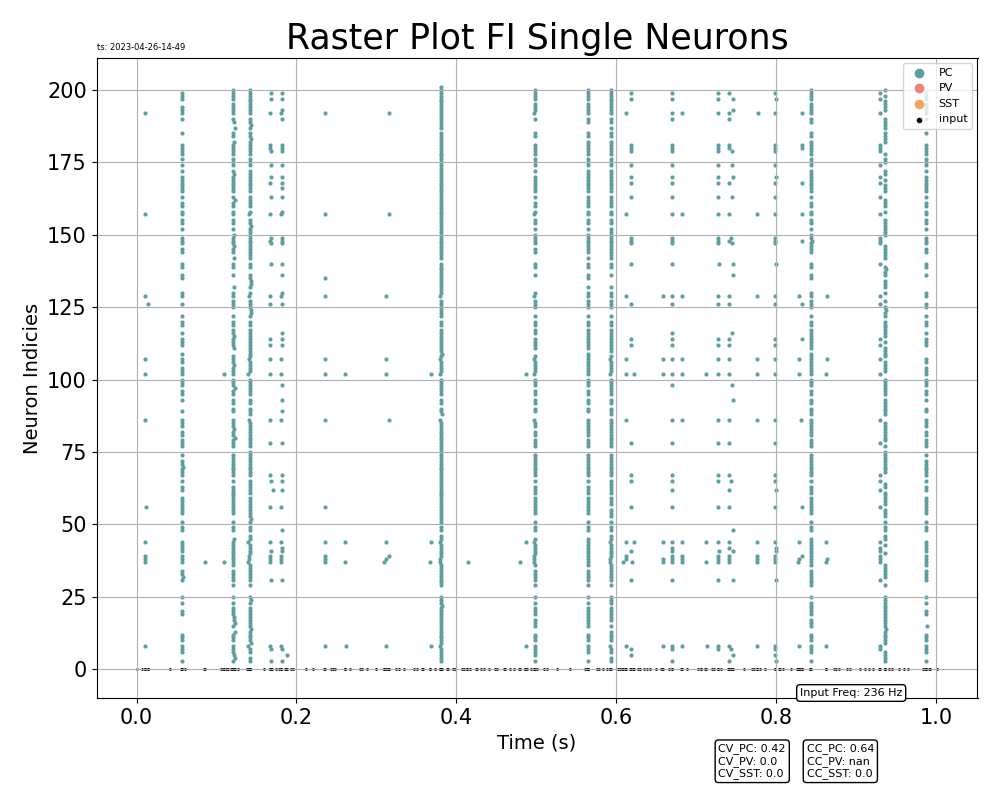 Raster Plot FI Single Neurons
ts: 2023-04-26-14-49
PC
PV
SST
input
200
175
150
125
100
75
50
25
0
Neuron Indicies
0.0 0.2 0.4 0.6 0.8 1.0
Time (s)
Input Freq: 236 Hz
CV_PC: 0.42
CV_PV: 0.0
CV_SST: 0.0
CC_PC: 0.64
CC_PV: nan
CC_SST: 0.0